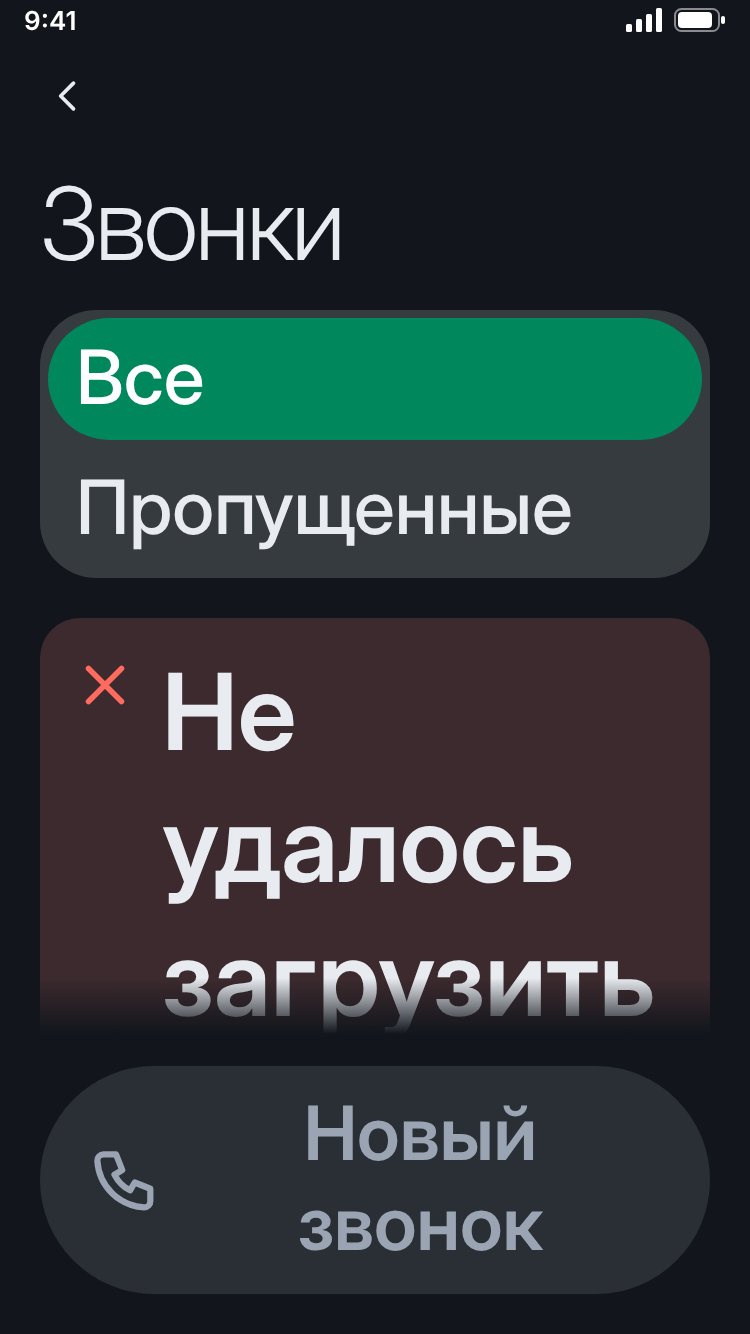 9:41
Звонки
Все
Пропущенные
Не
удалось
загрузить
Новый
звонок